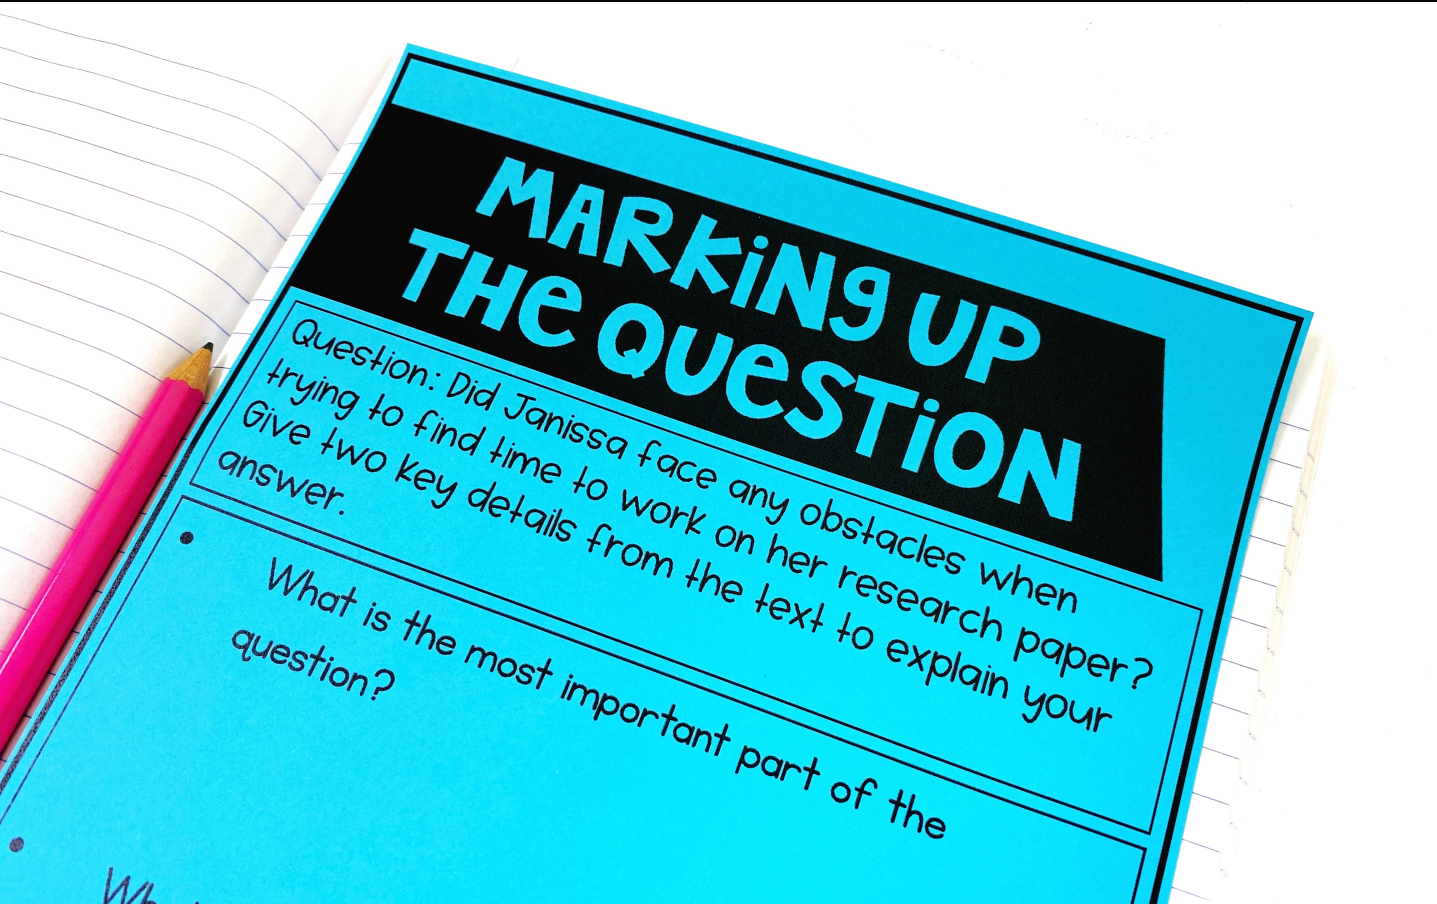 MARKiNg UP
THe QUeSTiON
Question: Did Janissa face any obstacles when
trying to find time to work on her research paper?
Give two key details from the text to explain your
answer.
• What is the most important part of the
question?
•